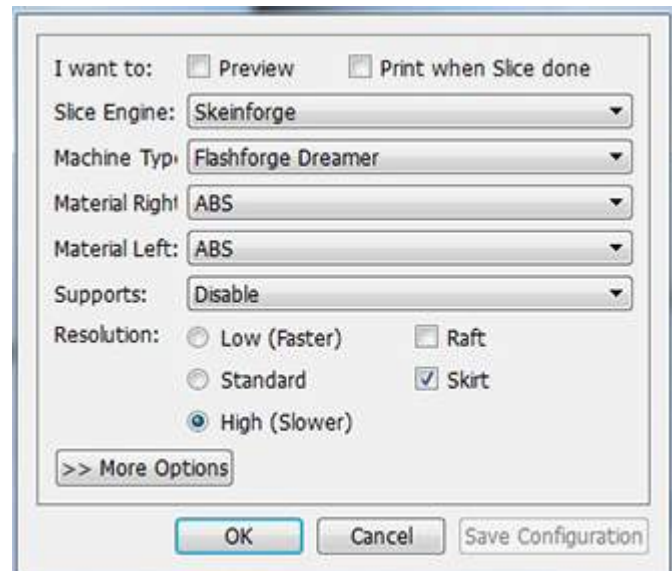 I want to: Preview Print when Slice done
Slice Engine: Skeinforge
Machine Typ Flashforge Dreamer
Material Right ABS
Material Left: ABS
Supports: Disable
Resolution: Low (Faster) Raft
Standard Skirt
High (Slower)
>> More Options
OK Cancel Save Configuration